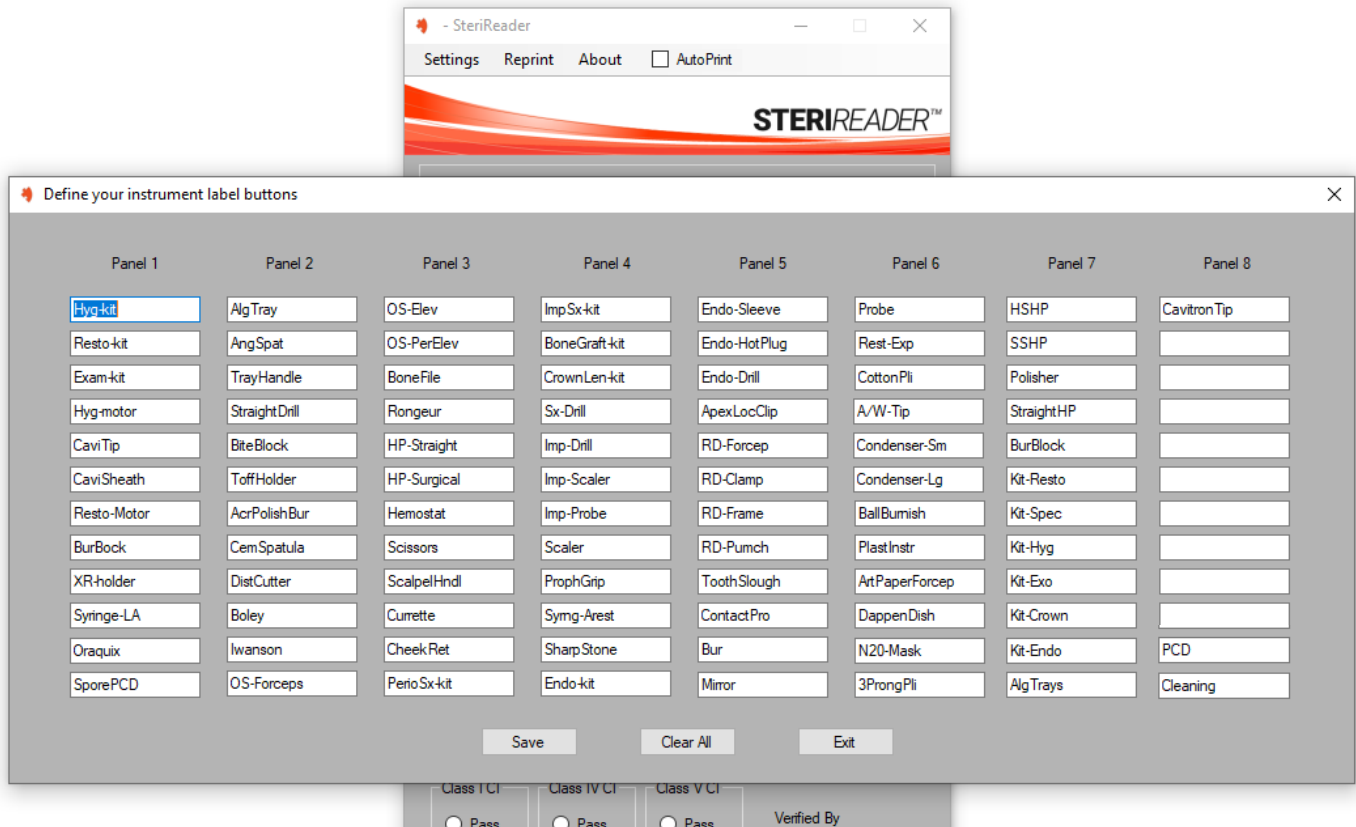 - SteriReader
Settings Reprint About AutoPrint
STERIREADER™
Define your instrument label buttons
Panel 1 Panel 2 Panel 3 Panel 4 Panel 5 Panel 6 Panel 7 Panel 8
Hyg-kit AlgTray OS-Elev ImpSx-kit Endo-Sleeve Probe HSHP CavitronTip
Resto-kit AngSpat OS-PerElev BoneGraft-kit Endo-HotPlug Rest-Exp SSHP
Exam-kit TrayHandle BoneFile CrownLen-kit Endo-Drill CottonPli Polisher
Hyg-motor StraightDrill Rongeur Sx-Drill ApexLocClip A/W-Tip StraightHP
CaviTip BiteBlock HP-Straight Imp-Drill RD-Forcep Condenser-Sm BurBlock
CaviSheath ToffHolder HP-Surgical Imp-Scaler RD-Clamp Condenser-Lg Kit-Resto
Resto-Motor AcrPolishBur Hemostat Imp-Probe RD-Frame BallBurnish Kit-Spec
BurBock CemSpatula Scissors Scaler RD-Pumch PlastInstr Kit-Hyg
XR-holder DistCutter ScalpelHndl ProphGrip ToothSlough ArtPaperForcep Kit-Exo
Syringe-LA Boley Currette Syrng-Arest ContactPro DappenDish Kit-Crown
Oraquix Iwanson CheekRet SharpStone Bur N20-Mask Kit-Endo PCD
SporePCD OS-Forceps PerioSx-kit Endo-kit Mirror 3ProngPli AlgTrays Cleaning
Save Clear All Exit
Class I CI Class IV CI Class V CI
Pass Pass Pass Verified By